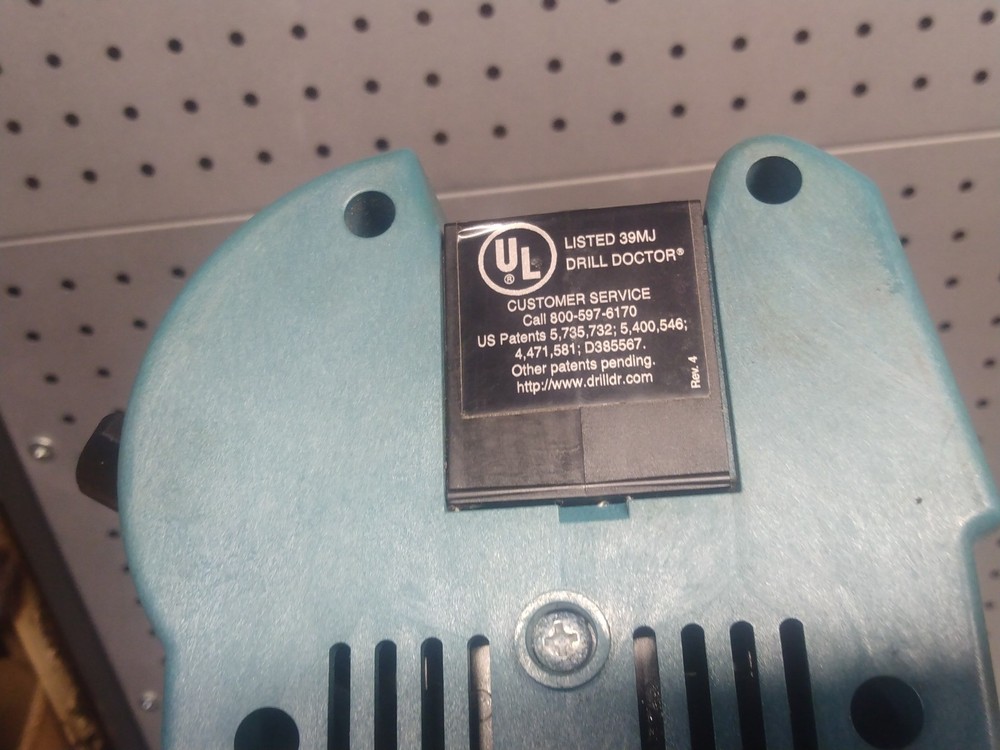 UL ®
LISTED 39MJ
DRILL DOCTOR®
CUSTOMER SERVICE
Call 800-597-6170
US Patents 5,735,732; 5,400,546;
4,471,581; D385567.
Other patents pending.
http://www.drilldr.com
Rev. 4